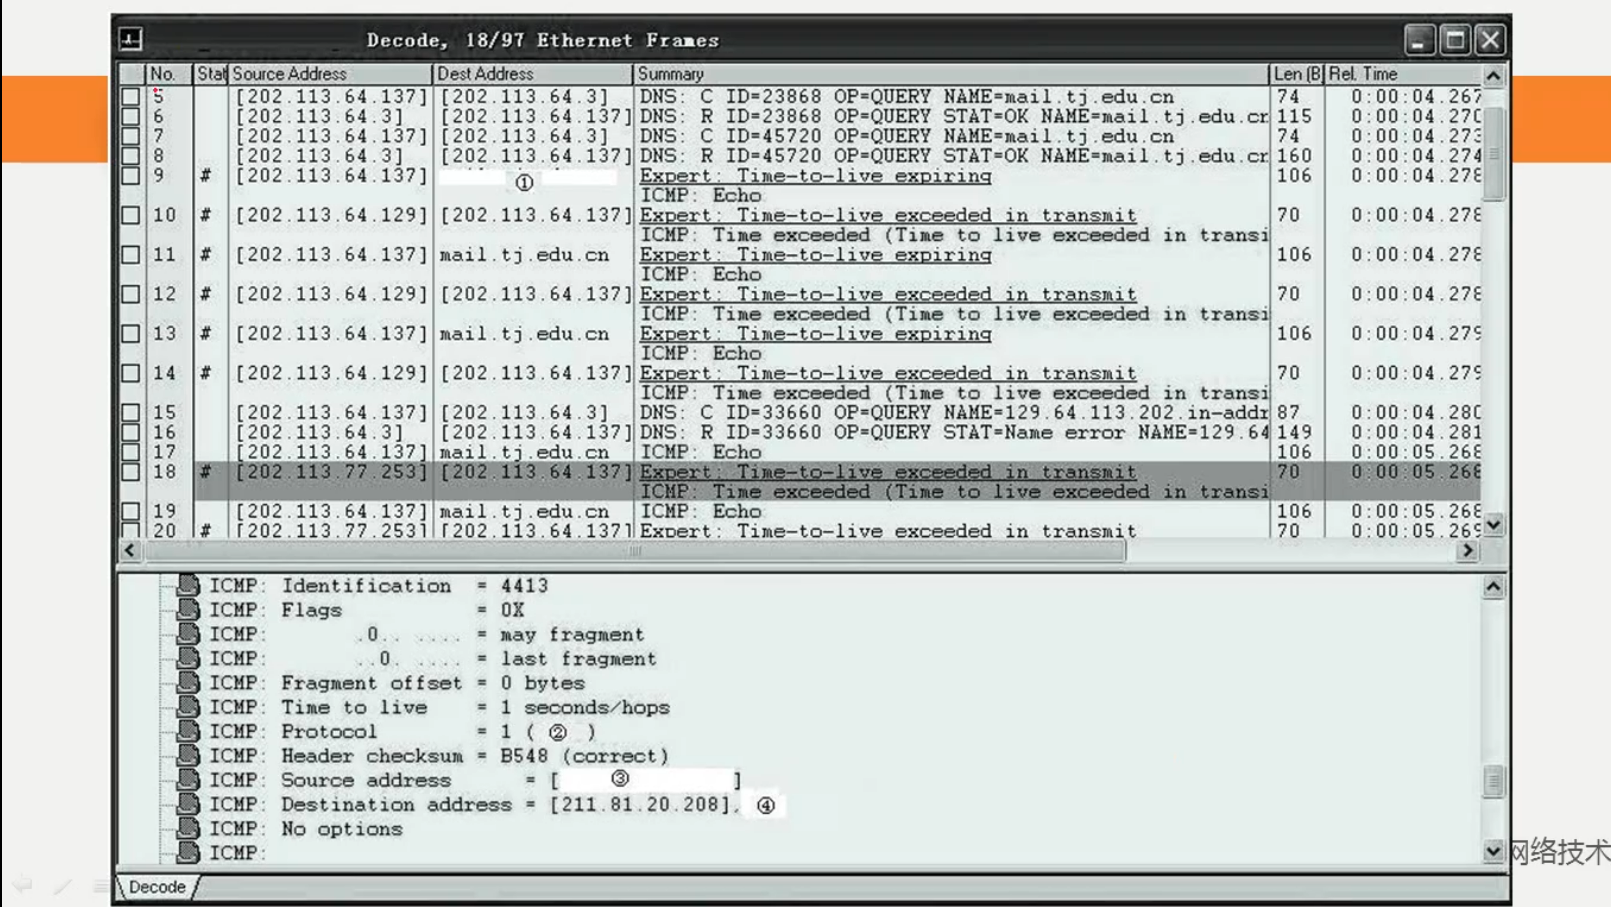 Decode, 18/97 Ethernet Frames
No. Stat Source Address Dest Address Summary Len (B Rel. Time
5 [202.113.64.137] [202.113.64.3] DNS: C ID=23868 OP=QUERY NAME=mail.tj.edu.cn 74 0:00:04.267
6 [202.113.64.3] [202.113.64.137] DNS: R ID=23868 OP=QUERY STAT=OK NAME=mail.tj.edu.cr 115 0:00:04.270
7 [202.113.64.137] [202.113.64.3] DNS: C ID=45720 OP=QUERY NAME=mail.tj.edu.cn 74 0:00:04.273
8 [202.113.64.3] [202.113.64.137] DNS: R ID=45720 OP=QUERY STAT=OK NAME=mail.tj.edu.cr 160 0:00:04.274
9 # [202.113.64.137] ① Expert: Time-to-live expiring 106 0:00:04.278
ICMP: Echo
10 # [202.113.64.129] [202.113.64.137] Expert: Time-to-live exceeded in transmit 70 0:00:04.278
ICMP: Time exceeded (Time to live exceeded in transi
11 # [202.113.64.137] mail.tj.edu.cn Expert: Time-to-live expiring 106 0:00:04.278
ICMP: Echo
12 # [202.113.64.129] [202.113.64.137] Expert: Time-to-live exceeded in transmit 70 0:00:04.278
ICMP: Time exceeded (Time to live exceeded in transi
13 # [202.113.64.137] mail.tj.edu.cn Expert: Time-to-live expiring 106 0:00:04.279
ICMP: Echo
14 # [202.113.64.129] [202.113.64.137] Expert: Time-to-live exceeded in transmit 70 0:00:04.279
ICMP: Time exceeded (Time to live exceeded in transi
15 [202.113.64.137] [202.113.64.3] DNS: C ID=33660 OP=QUERY NAME=129.64.113.202.in-addr 87 0:00:04.280
16 [202.113.64.3] [202.113.64.137] DNS: R ID=33660 OP=QUERY STAT=Name error NAME=129.64 149 0:00:04.281
17 [202.113.64.137] mail.tj.edu.cn ICMP: Echo 106 0:00:05.268
18 # [202.113.77.253] [202.113.64.137] Expert: Time-to-live exceeded in transmit 70 0:00:05.268
ICMP: Time exceeded (Time to live exceeded in transi
19 [202.113.64.137] mail.tj.edu.cn ICMP: Echo 106 0:00:05.268
20 # [202.113.77.253] [202.113.64.137] Expert: Time-to-live exceeded in transmit 70 0:00:05.269
ICMP: Identification = 4413
ICMP: Flags = 0X
ICMP: .0.. .... = may fragment
ICMP: ..0. .... = last fragment
ICMP: Fragment offset = 0 bytes
ICMP: Time to live = 1 seconds/hops
ICMP: Protocol = 1 ( ② )
ICMP: Header checksum = B548 (correct)
ICMP: Source address = [ ③ ]
ICMP: Destination address = [211.81.20.208], ④
ICMP: No options
ICMP:
网络技术
Decode